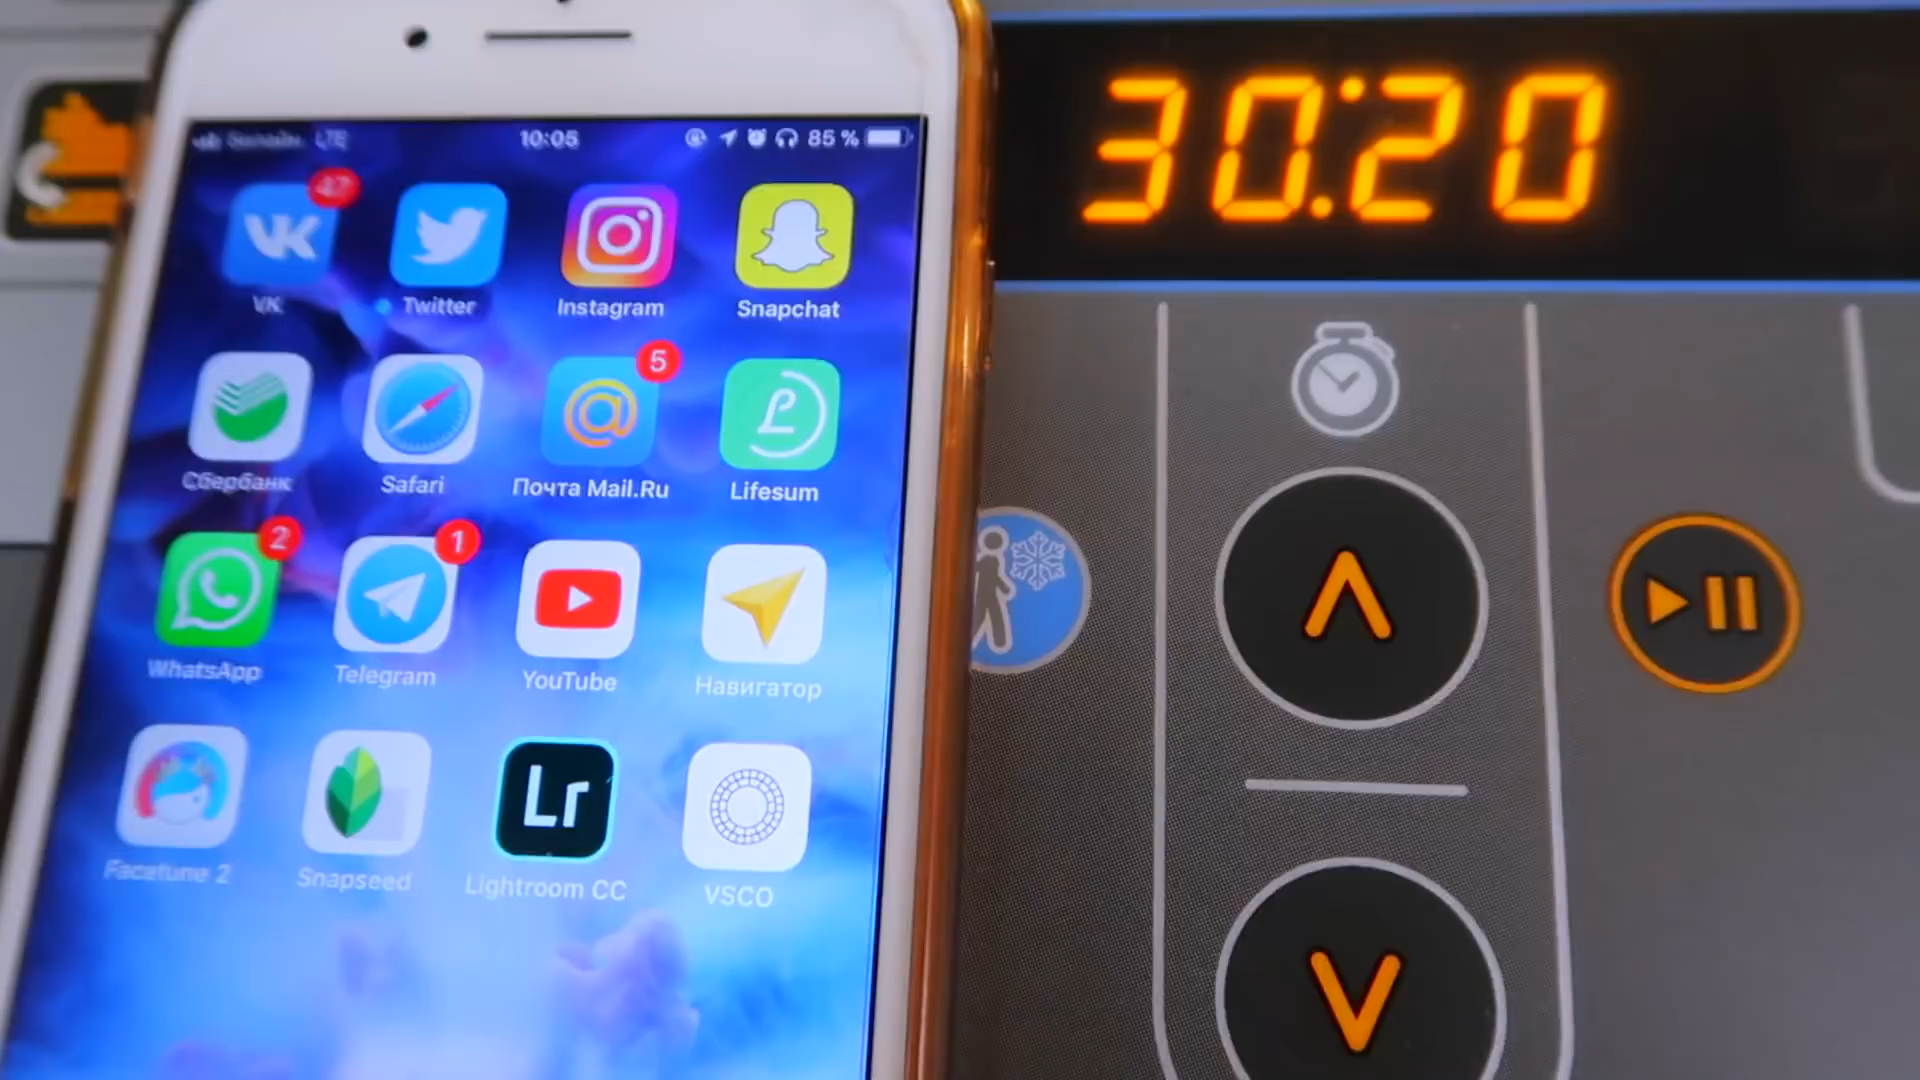 LTE 10:05 85 %
30:20
47
VK Twitter Instagram Snapchat
5
Сбербанк Safari Почта Mail.Ru Lifesum
2 1
WhatsApp Telegram YouTube Навигатор
Lr
Facetune 2 Snapseed Lightroom CC VSCO